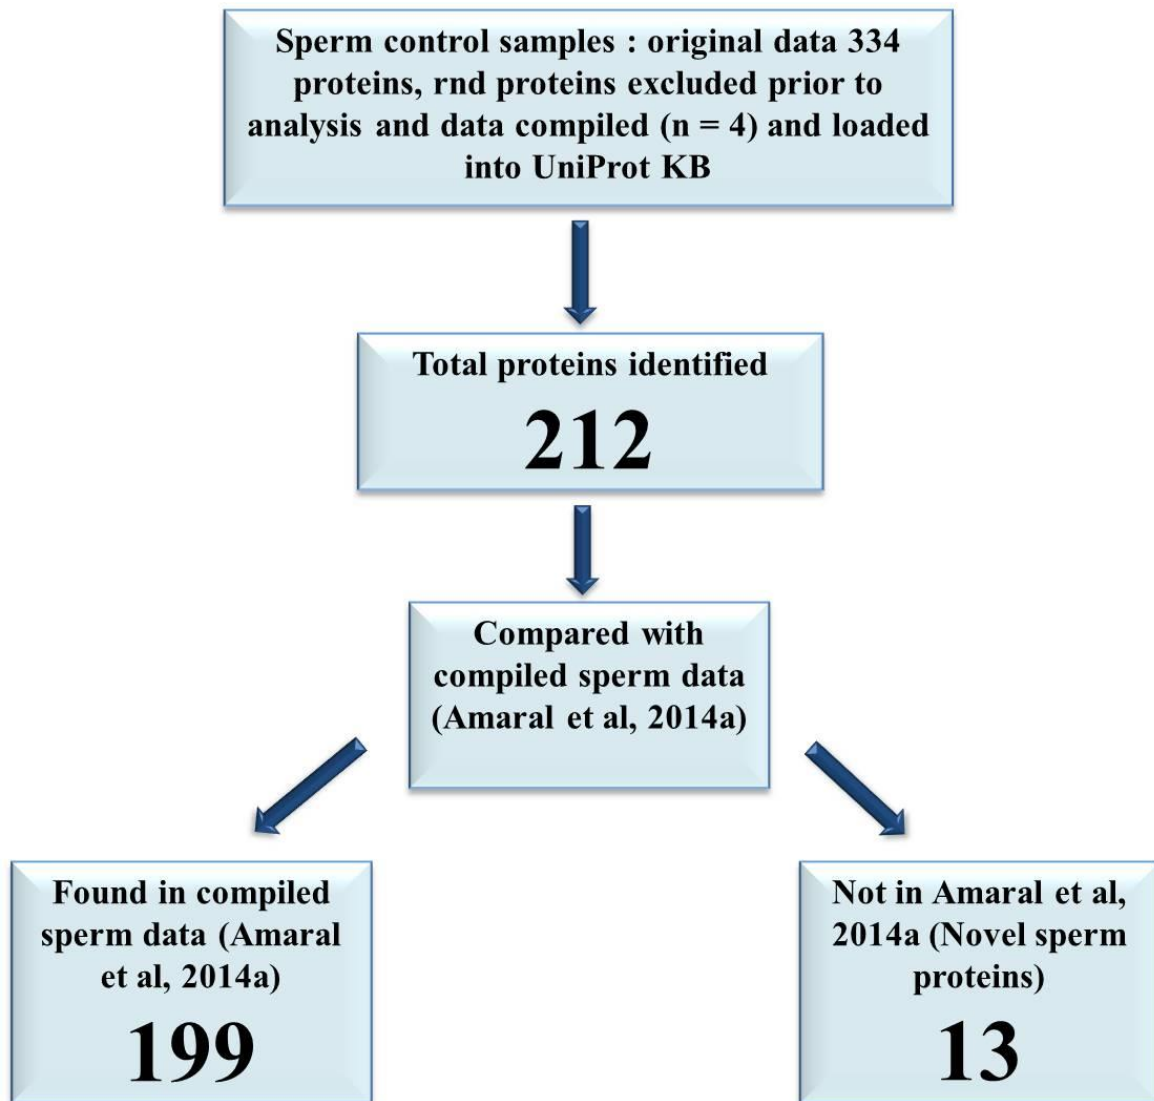 Sperm control samples : original data 334
proteins, rnd proteins excluded prior to
analysis and data compiled (n = 4) and loaded
into UniProt KB
Total proteins identified
212
Compared with
compiled sperm data
(Amaral et al, 2014a)
Found in compiled
sperm data (Amaral
et al, 2014a)
199
Not in Amaral et al,
2014a (Novel sperm
proteins)
13